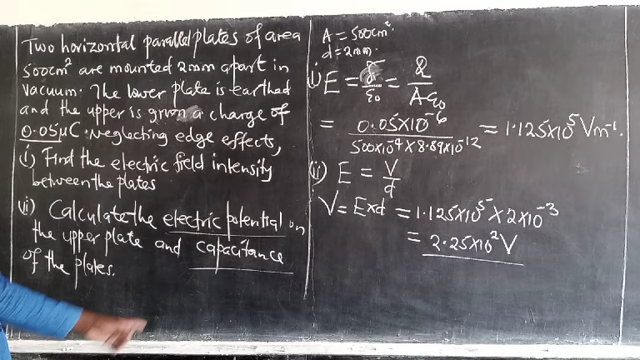 Two horizontal parallel plates of area
500cm² are mounted 2mm apart in
vacuum. The lower plate is earthed
and the upper is given a charge of
0.05μC. neglecting edge effects,
(i) Find the electric field intensity
between the plates
(ii) Calculate the electric potential on
the upper plate and capacitance
of the plates.
A = 500cm²
d = 2mm.
(i) E = δ/ε₀ = Q/Aε₀
= 0.05×10⁻⁶/500×10⁻⁴×8.89×10⁻¹² = 1.125×10⁵Vm⁻¹.
(ii) E = V/d
V = E×d = 1.125×10⁵×2×10⁻³
= 2.25×10²V